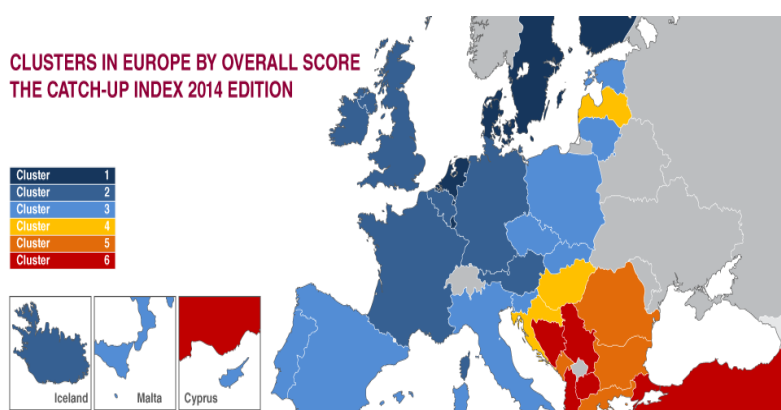 CLUSTERS IN EUROPE BY OVERALL SCORE
THE CATCH-UP INDEX 2014 EDITION
Cluster 1
Cluster 2
Cluster 3
Cluster 4
Cluster 5
Cluster 6
Iceland
Malta
Cyprus